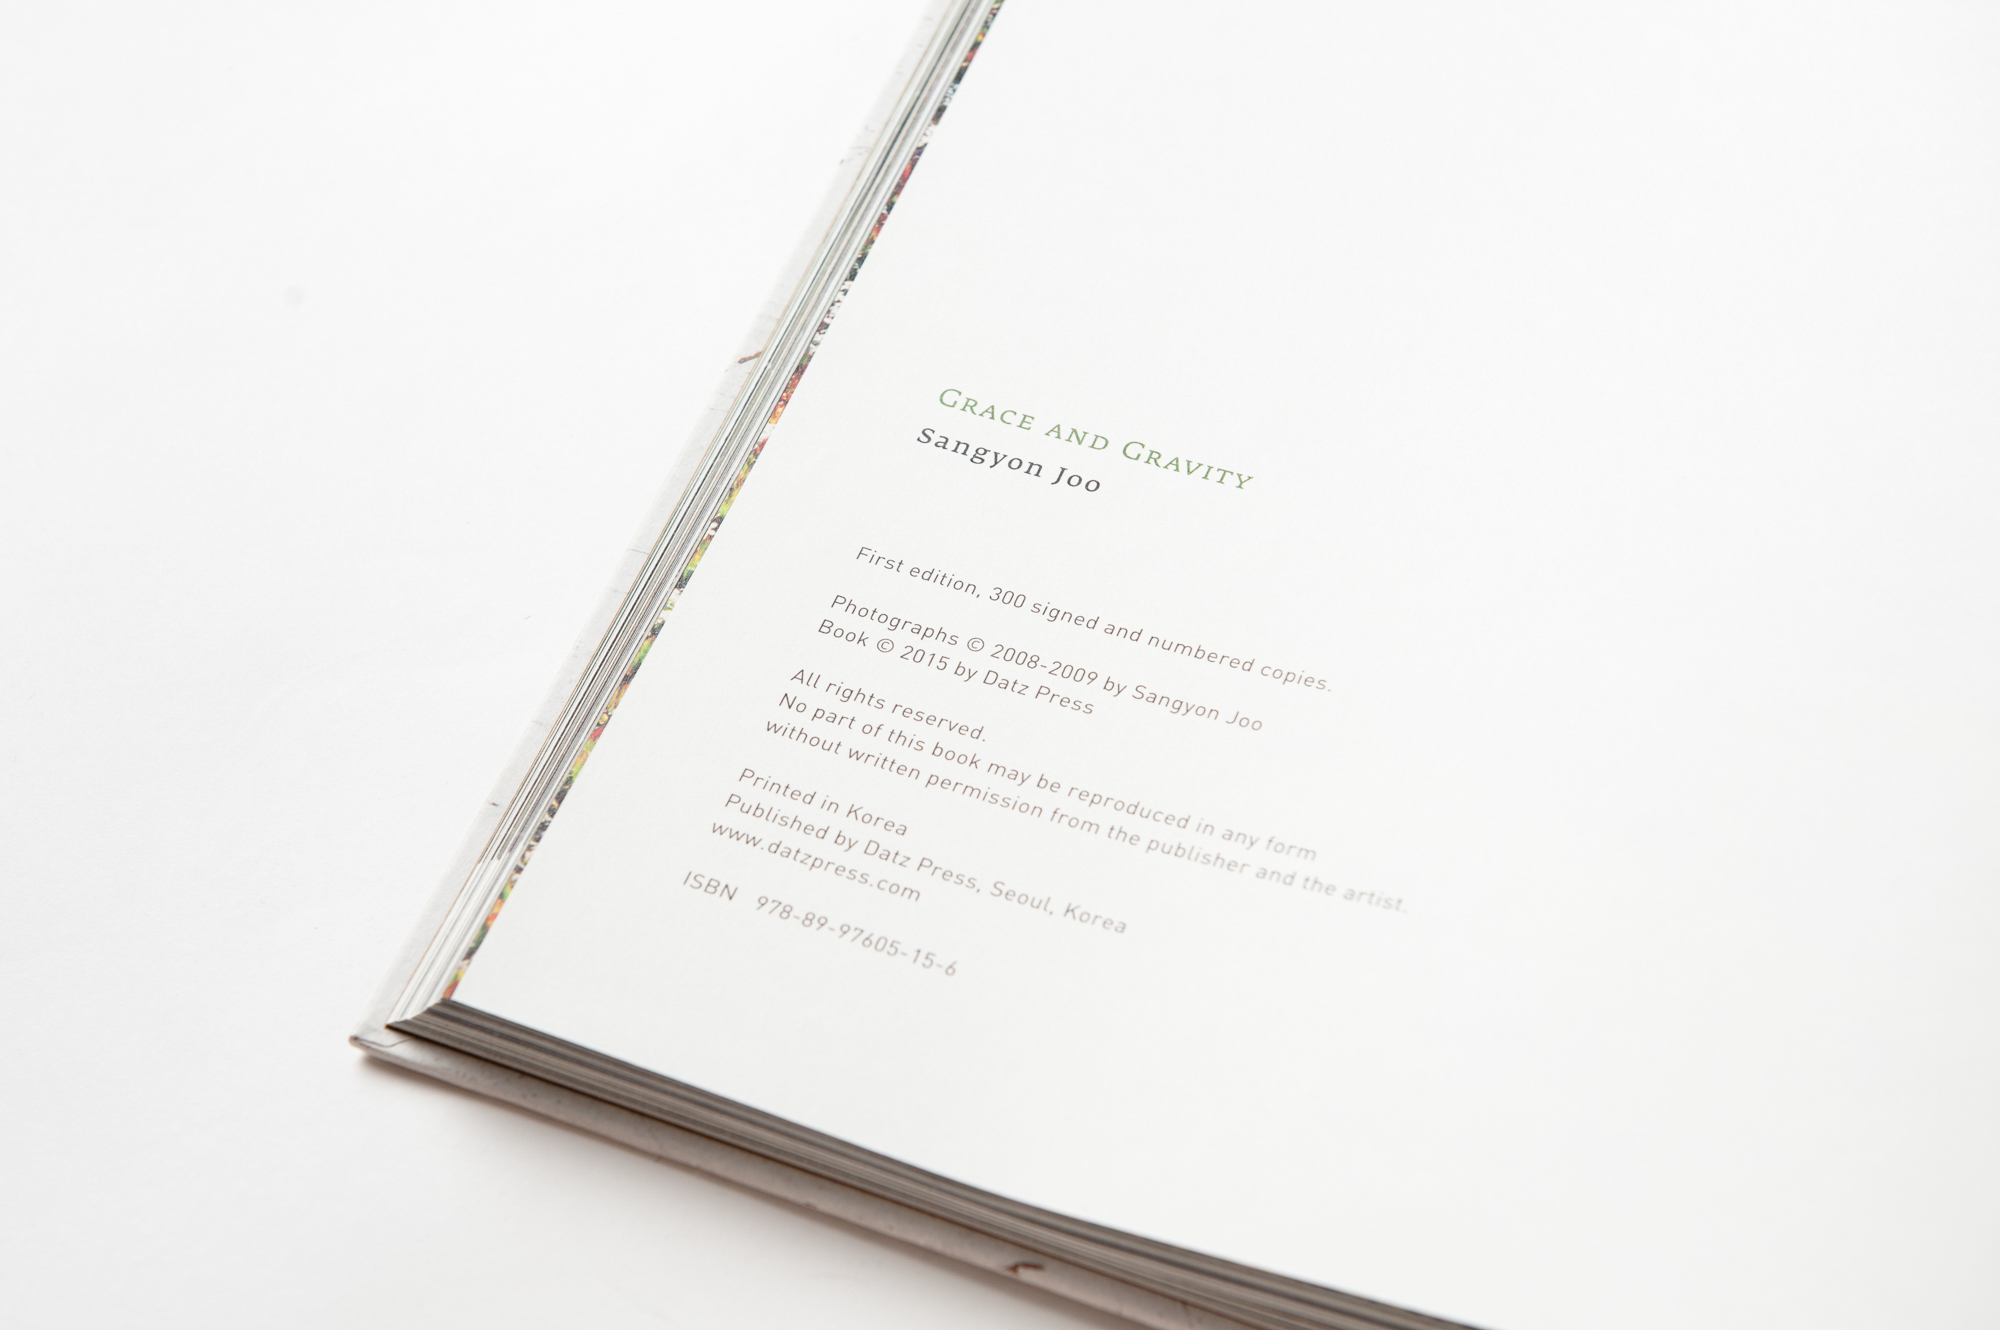 Grace and Gravity
Sangyon Joo
First edition, 300 signed and numbered copies.
Photographs © 2008-2009 by Sangyon Joo
Book © 2015 by Datz Press
All rights reserved.
No part of this book may be reproduced in any form
without written permission from the publisher and the artist.
Printed in Korea
Published by Datz Press, Seoul, Korea
www.datzpress.com
ISBN 978-89-97605-15-6